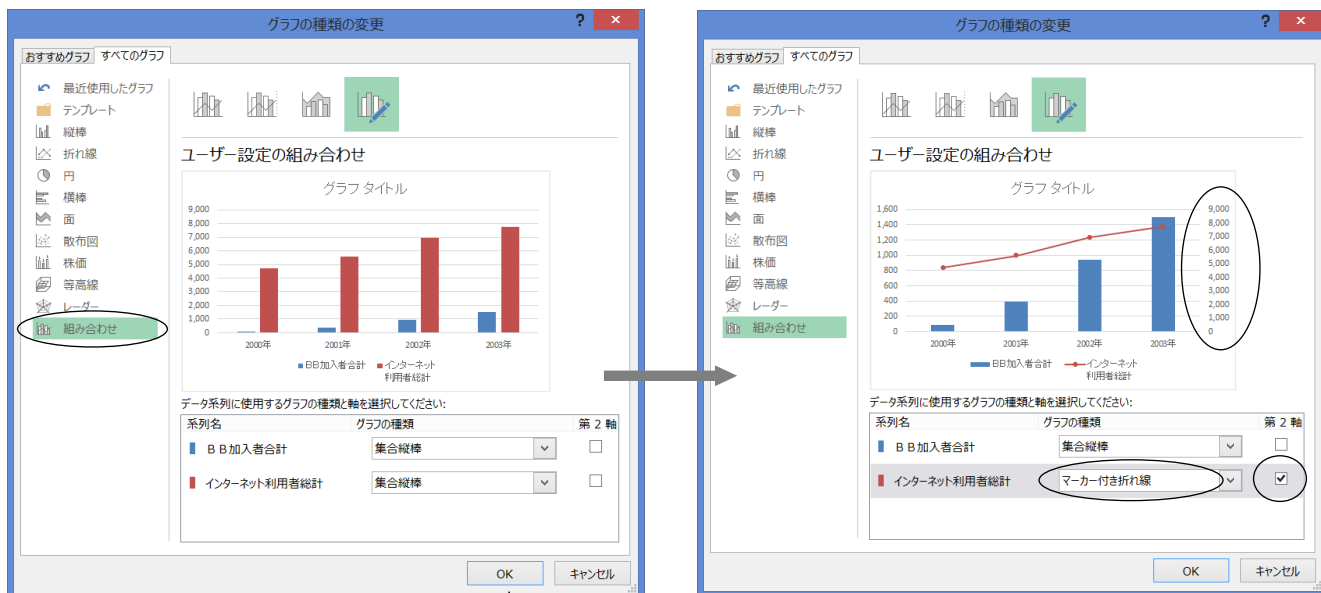 グラフの種類の変更
?
×
おすすめグラフ
すべてのグラフ
最近使用したグラフ
テンプレート
縦棒
折れ線
円
横棒
面
散布図
株価
等高線
レーダー
組み合わせ
ユーザー設定の組み合わせ
グラフ タイトル
9,000
8,000
7,000
6,000
5,000
4,000
3,000
2,000
1,000
0
2000年 2001年 2002年 2003年
BB加入者合計 インターネット
利用者総計
データ系列に使用するグラフの種類と軸を選択してください:
系列名 グラフの種類 第 2 軸
ＢＢ加入者合計 集合縦棒
インターネット利用者総計 集合縦棒
OK キャンセル
グラフの種類の変更
?
×
おすすめグラフ
すべてのグラフ
最近使用したグラフ
テンプレート
縦棒
折れ線
円
横棒
面
散布図
株価
等高線
レーダー
組み合わせ
ユーザー設定の組み合わせ
グラフ タイトル
1,600
1,400
1,200
1,000
800
600
400
200
0
9,000
8,000
7,000
6,000
5,000
4,000
3,000
2,000
1,000
0
2000年 2001年 2002年 2003年
BB加入者合計 インターネット
利用者総計
データ系列に使用するグラフの種類と軸を選択してください:
系列名 グラフの種類 第 2 軸
ＢＢ加入者合計 集合縦棒
インターネット利用者総計 マーカー付き折れ線
OK キャンセル